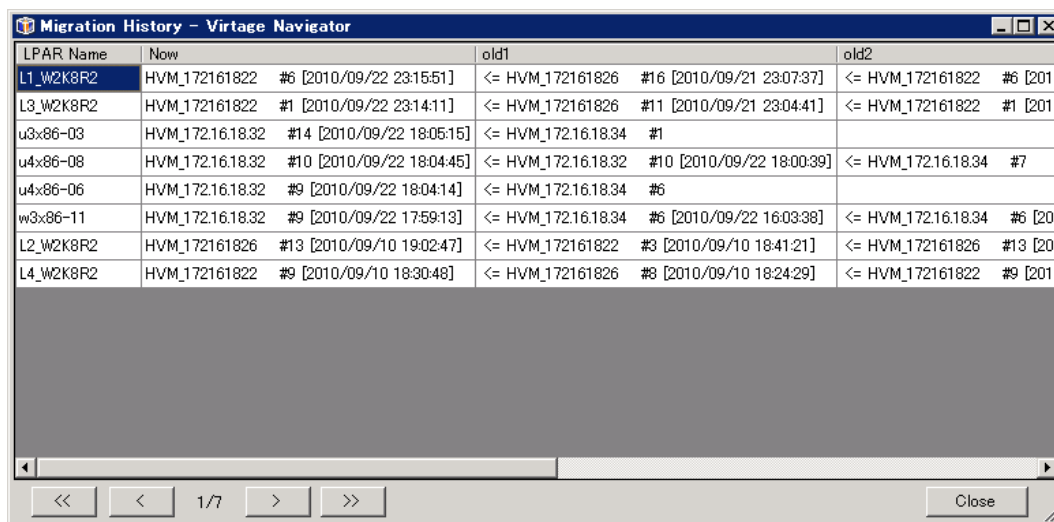 Migration History - Virtage Navigator
LPAR Name Now old1 old2
L1_W2K8R2 HVM_172161822 #6 [2010/09/22 23:15:51] <= HVM_172161826 #16 [2010/09/21 23:07:37] <= HVM_172161822 #6 [201
L3_W2K8R2 HVM_172161822 #1 [2010/09/22 23:14:11] <= HVM_172161826 #11 [2010/09/21 23:04:41] <= HVM_172161822 #1 [201
u3x86-03 HVM_172.16.18.32 #14 [2010/09/22 18:05:15] <= HVM_172.16.18.34 #1
u4x86-08 HVM_172.16.18.32 #10 [2010/09/22 18:04:45] <= HVM_172.16.18.32 #10 [2010/09/22 18:00:39] <= HVM_172.16.18.34 #7
u4x86-06 HVM_172.16.18.32 #9 [2010/09/22 18:04:14] <= HVM_172.16.18.34 #6
w3x86-11 HVM_172.16.18.32 #9 [2010/09/22 17:59:13] <= HVM_172.16.18.32 #6 [2010/09/22 16:03:38] <= HVM_172.16.18.34 #6 [20
L2_W2K8R2 HVM_172161826 #13 [2010/09/10 19:02:47] <= HVM_172161822 #3 [2010/09/10 18:41:21] <= HVM_172161826 #13 [20
L4_W2K8R2 HVM_172161822 #9 [2010/09/10 18:30:48] <= HVM_172161826 #8 [2010/09/10 18:24:29] <= HVM_172161822 #9 [201
<< < 1/7 > >> Close